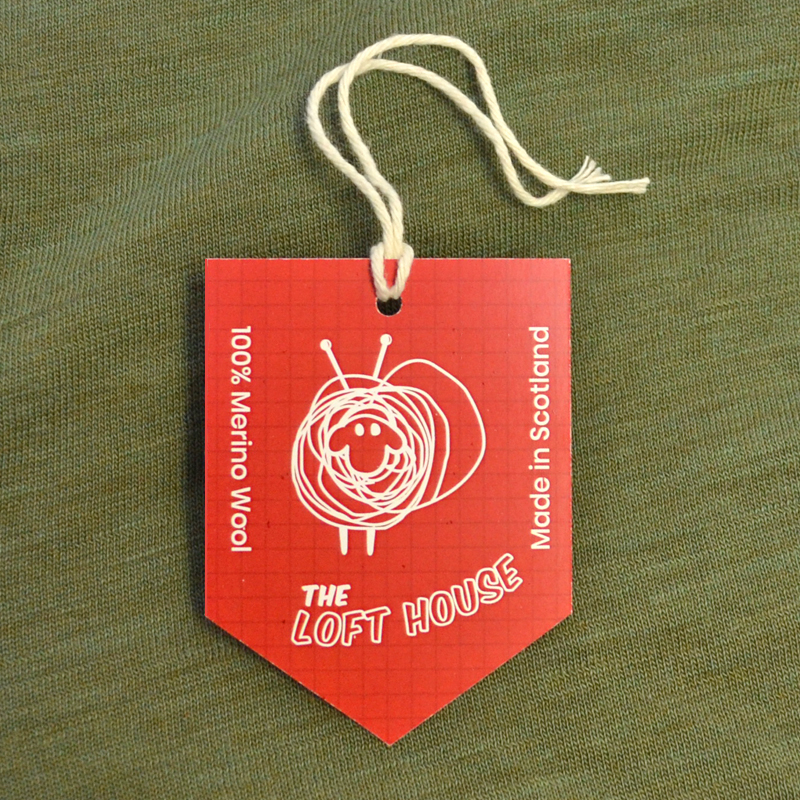 100% Merino Wool
Made in Scotland
THE
LOFT HOUSE